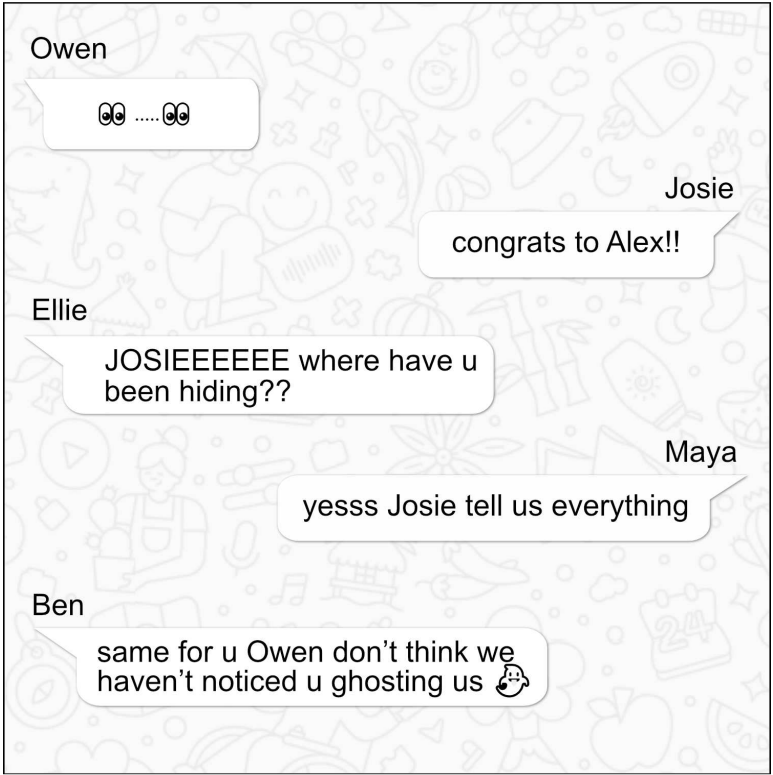 Owen
👀 .....👀
Josie
congrats to Alex!!
Ellie
JOSIEEEEEE where have u
been hiding??
Maya
yesss Josie tell us everything
Ben
same for u Owen don’t think we
haven’t noticed u ghosting us 👻
24